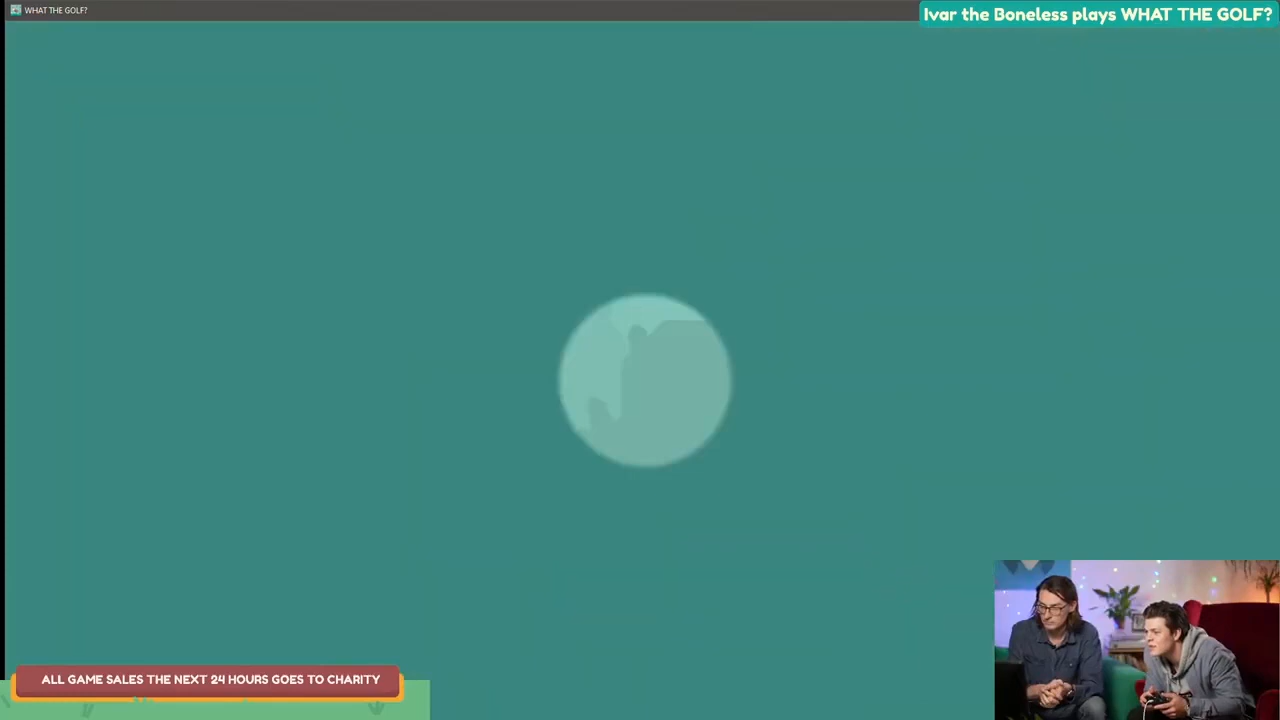 WHAT THE GOLF?
Ivar the Boneless plays WHAT THE GOLF?
ALL GAME SALES THE NEXT 24 HOURS GOES TO CHARITY